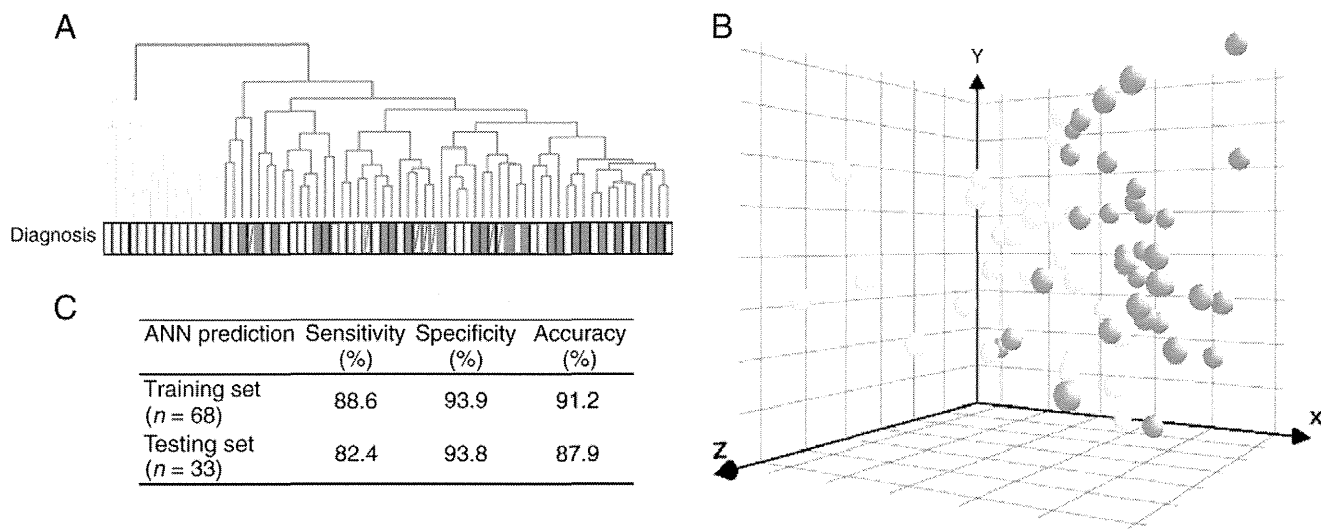 A
Diagnosis
B
Y
X
Z
C
ANN prediction Sensitivity (%) Specificity (%) Accuracy (%)
Training set (n = 68) 88.6 93.9 91.2
Testing set (n = 33) 82.4 93.8 87.9